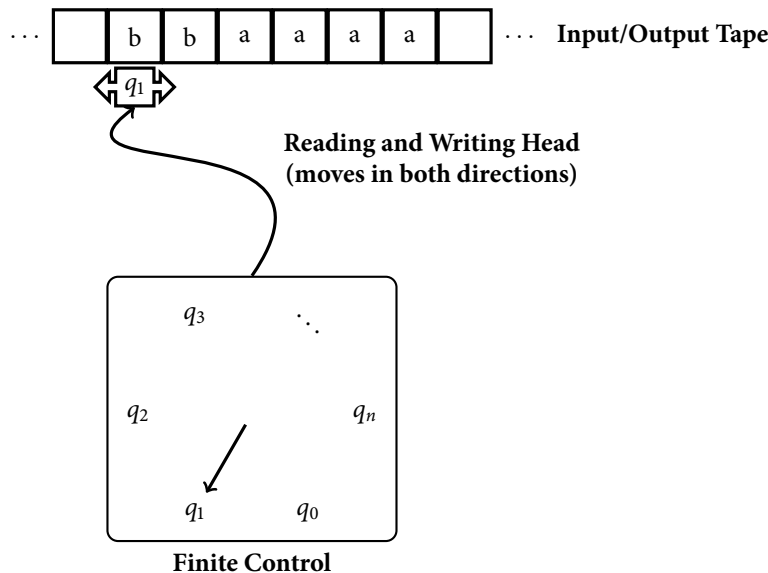 ··· b b a a a a ··· Input/Output Tape
q₁
Reading and Writing Head
(moves in both directions)
q₃ ⋱
q₂ qₙ
q₁ q₀
Finite Control